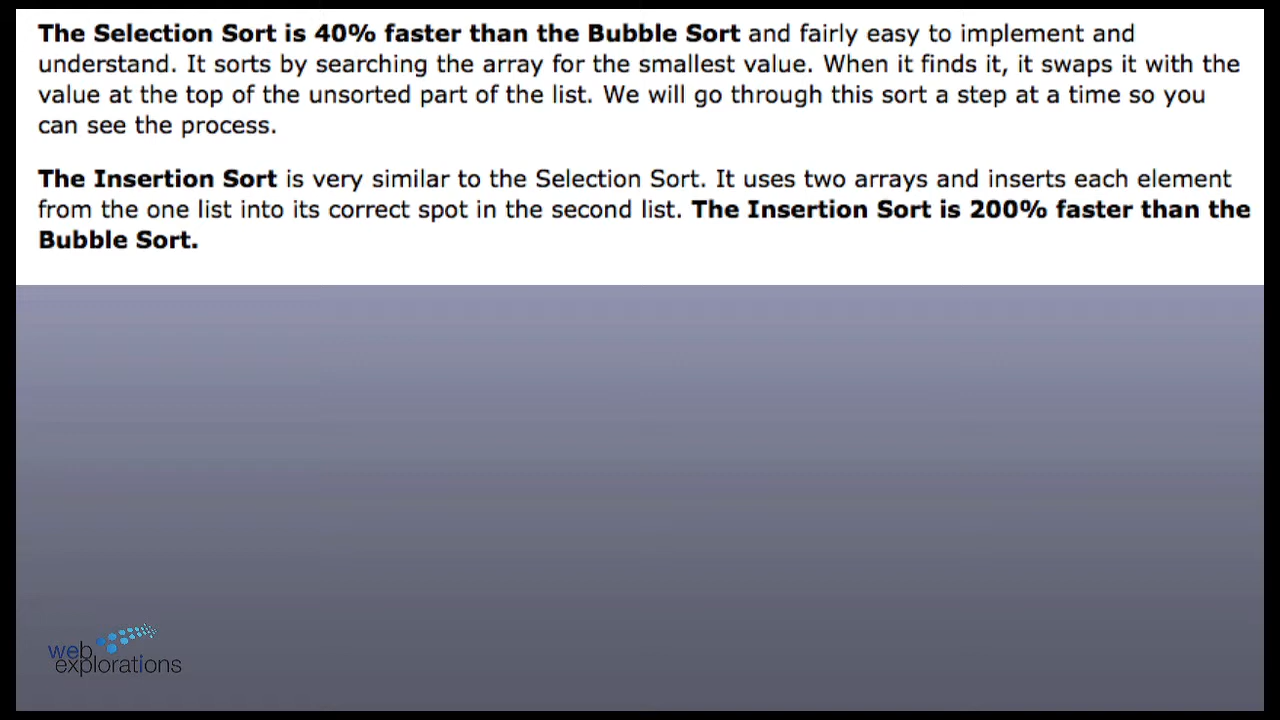 The Selection Sort is 40% faster than the Bubble Sort and fairly easy to implement and
understand. It sorts by searching the array for the smallest value. When it finds it, it swaps it with the
value at the top of the unsorted part of the list. We will go through this sort a step at a time so you
can see the process.
The Insertion Sort is very similar to the Selection Sort. It uses two arrays and inserts each element
from the one list into its correct spot in the second list. The Insertion Sort is 200% faster than the
Bubble Sort.
web
explorations